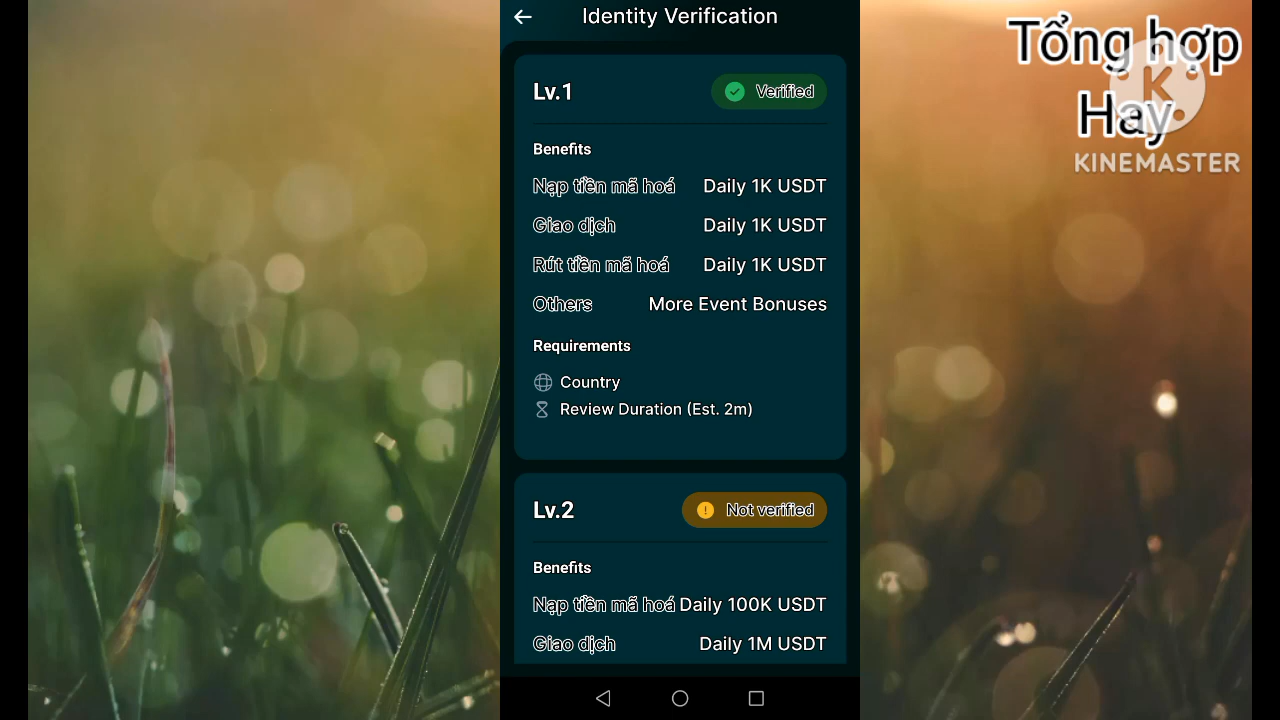 Identity Verification
Tổng hợp
Hay
KINEMASTER
Lv.1
Verified
Benefits
Nạp tiền mã hoá Daily 1K USDT
Giao dịch Daily 1K USDT
Rút tiền mã hoá Daily 1K USDT
Others More Event Bonuses
Requirements
Country
Review Duration (Est. 2m)
Lv.2
Not verified
Benefits
Nạp tiền mã hoá Daily 100K USDT
Giao dịch Daily 1M USDT